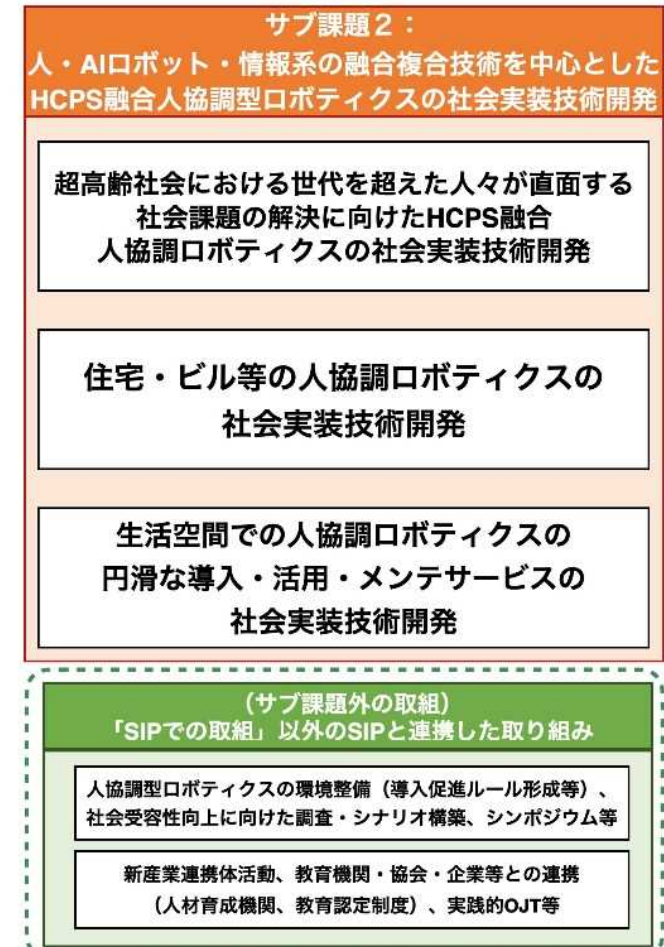 サブ課題２：
人・AIロボット・情報系の融合複合技術を中心とした
HCPS融合人協調型ロボティクスの社会実装技術開発
超高齢社会における世代を超えた人々が直面する
社会課題の解決に向けたHCPS融合
人協調ロボティクスの社会実装技術開発
住宅・ビル等の人協調ロボティクスの
社会実装技術開発
生活空間での人協調ロボティクスの
円滑な導入・活用・メンテサービスの
社会実装技術開発
（サブ課題外の取組）
「SIPでの取組」以外のSIPと連携した取り組み
人協調型ロボティクスの環境整備（導入促進ルール形成等）、
社会受容性向上に向けた調査・シナリオ構築、シンポジウム等
新産業連携体活動、教育機関・協会・企業等との連携
（人材育成機関、教育認定制度）、実践的OJT等